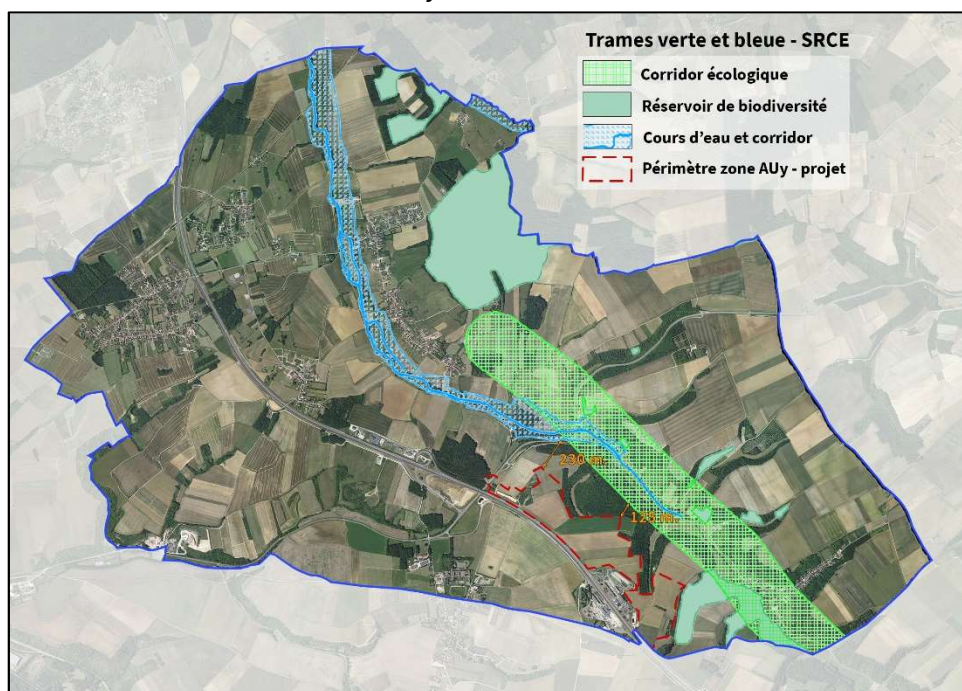 Trames verte et bleue - SRCE
Corridor écologique
Réservoir de biodiversité
Cours d'eau et corridor
Périmètre zone AUy - projet
230 m.